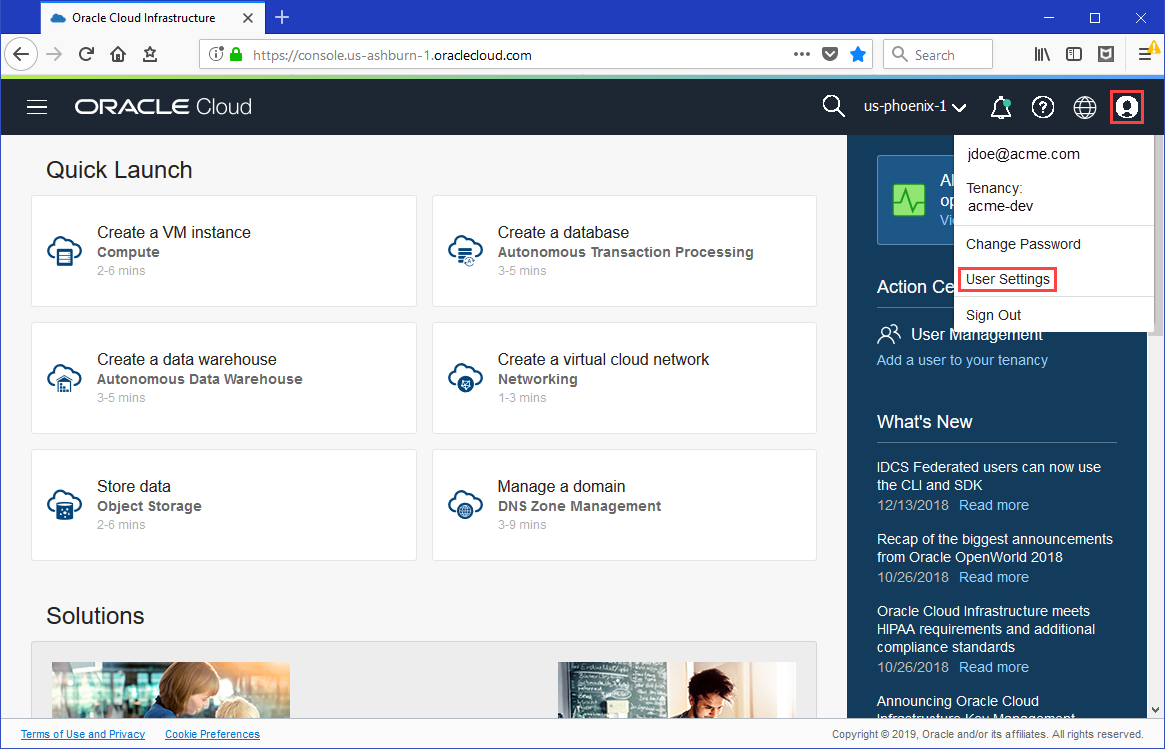 Oracle Cloud Infrastructure
https://console.us-ashburn-1.oraclecloud.com
Search
ORACLE Cloud
us-phoenix-1
jdoe@acme.com
Tenancy:
acme-dev
Change Password
User Settings
Sign Out
Quick Launch
Create a VM instance
Compute
2-6 mins
Create a database
Autonomous Transaction Processing
3-5 mins
Create a data warehouse
Autonomous Data Warehouse
3-5 mins
Create a virtual cloud network
Networking
1-3 mins
Store data
Object Storage
2-6 mins
Manage a domain
DNS Zone Management
3-9 mins
Solutions
Action Ce
User Management
Add a user to your tenancy
What's New
IDCS Federated users can now use
the CLI and SDK
12/13/2018 Read more
Recap of the biggest announcements
from Oracle OpenWorld 2018
10/26/2018 Read more
Oracle Cloud Infrastructure meets
HIPAA requirements and additional
compliance standards
10/26/2018 Read more
Announcing Oracle Cloud
Infrastructure Key Management
Terms of Use and Privacy
Cookie Preferences
Copyright © 2019, Oracle and/or its affiliates. All rights reserved.